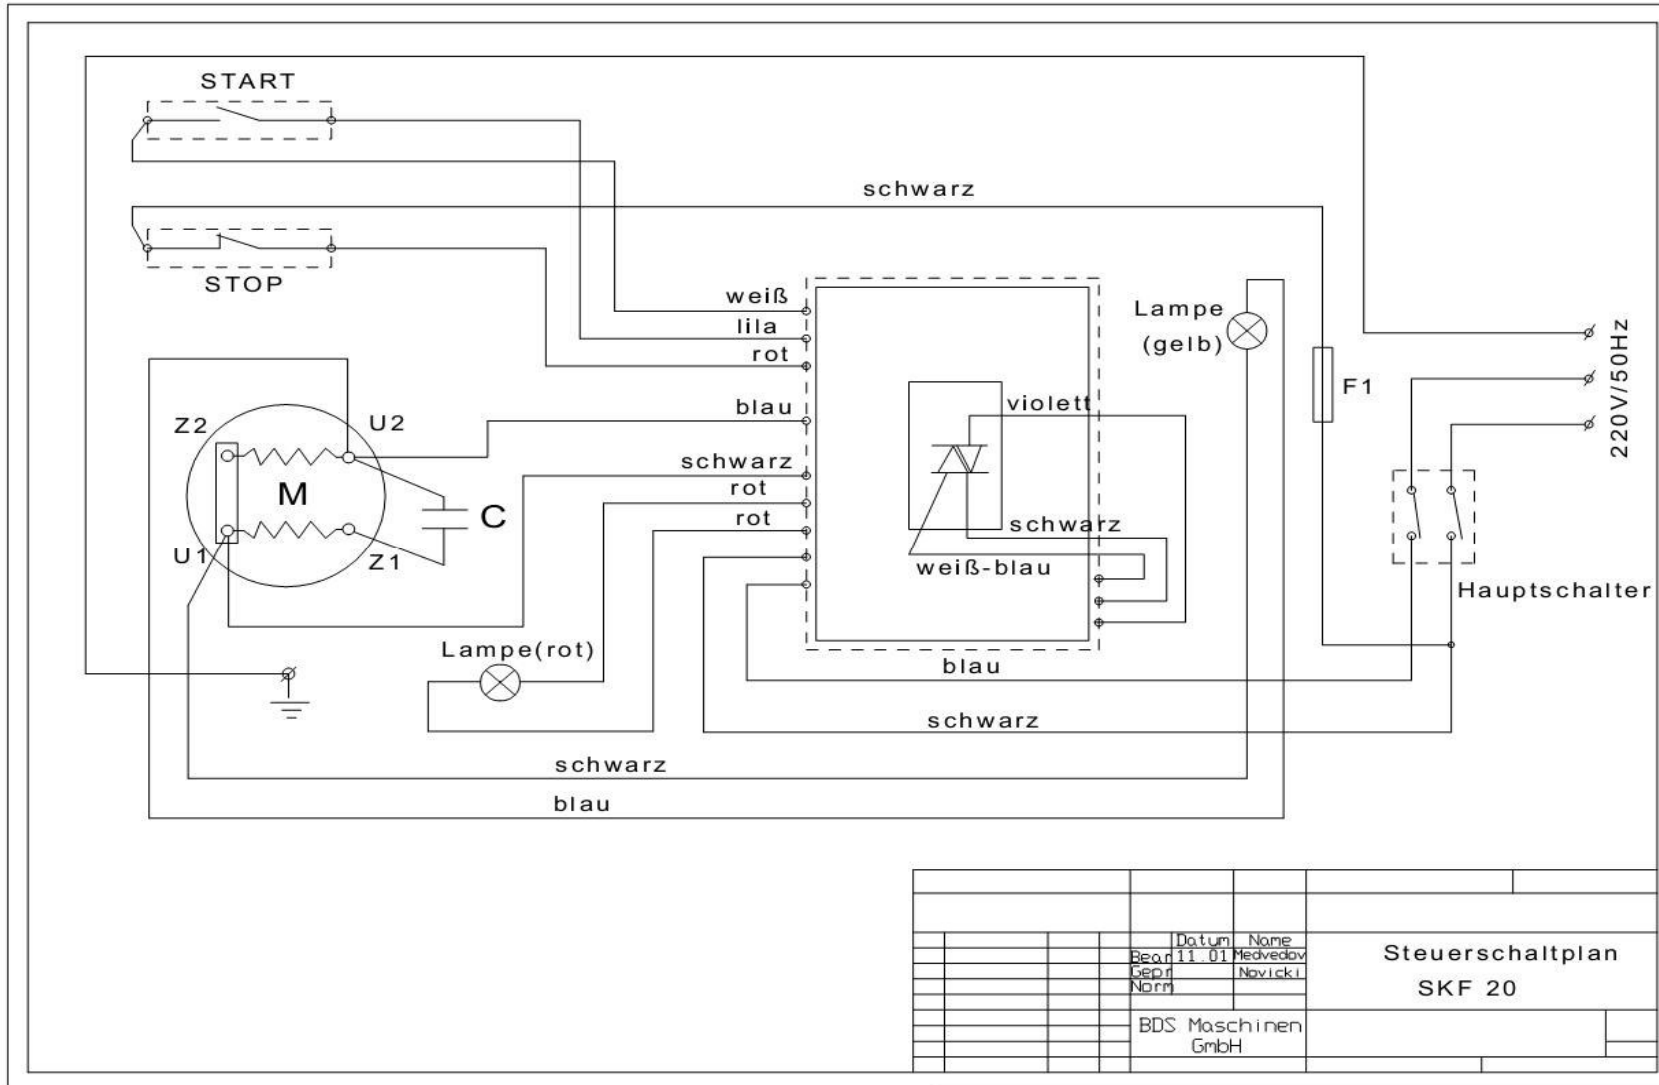 START
schwarz
STOP
weiß
lila
rot
blau
schwarz
rot
rot
Z2
U2
M
C
U1
Z1
Lampe(rot)
violett
schwarz
weiß-blau
Lampe
(gelb)
F1
220V/50Hz
Hauptschalter
blau
schwarz
schwarz
blau
Datum Name
Bear 11.01 Medvedov
Gepr Novicki
Norm
BDS Maschinen
GmbH
Steuerschaltplan
SKF 20